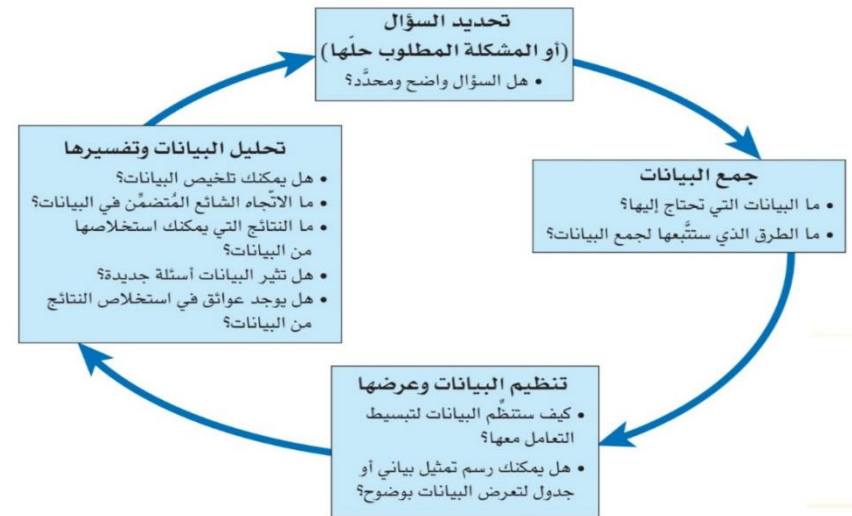 تحديد السؤال
(أو المشكلة المطلوب حلّها)
• هل السؤال واضح ومحدَّد؟
جمع البيانات
• ما البيانات التي تحتاج إليها؟
• ما الطرق الذي ستتَّبعها لجمع البيانات؟
تنظيم البيانات وعرضها
• كيف ستنظِّم البيانات لتبسيط
التعامل معها؟
• هل يمكنك رسم تمثيل بياني أو
جدول لتعرض البيانات بوضوح؟
تحليل البيانات وتفسيرها
• هل يمكنك تلخيص البيانات؟
• ما الاتّجاه الشائع المُتضمِّن في البيانات؟
• ما النتائج التي يمكنك استخلاصها
من البيانات؟
• هل تثير البيانات أسئلة جديدة؟
• هل يوجد عوائق في استخلاص النتائج
من البيانات؟